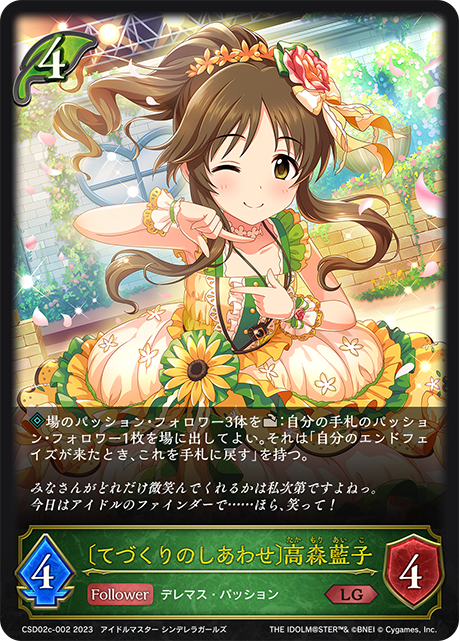 4
場のパッション・フォロワー3体を:自分の手札のパッショ
ン・フォロワー1枚を場に出してよい。それは「自分のエンドフェ
イズが来たとき、これを手札に戻す」を持つ。
みなさんがどれだけ微笑んでくれるかは私次第ですよねっ。
今日はアイドルのファインダーで……ほら、笑って!
たか もり あい こ
〔てづくりのしあわせ〕高森藍子
4
Follower
デレマス・パッション
LG
4
CSD02c-002 2023 アイドルマスター シンデレラガールズ
THE IDOLM@STER™& ©BNEI © Cygames, Inc.